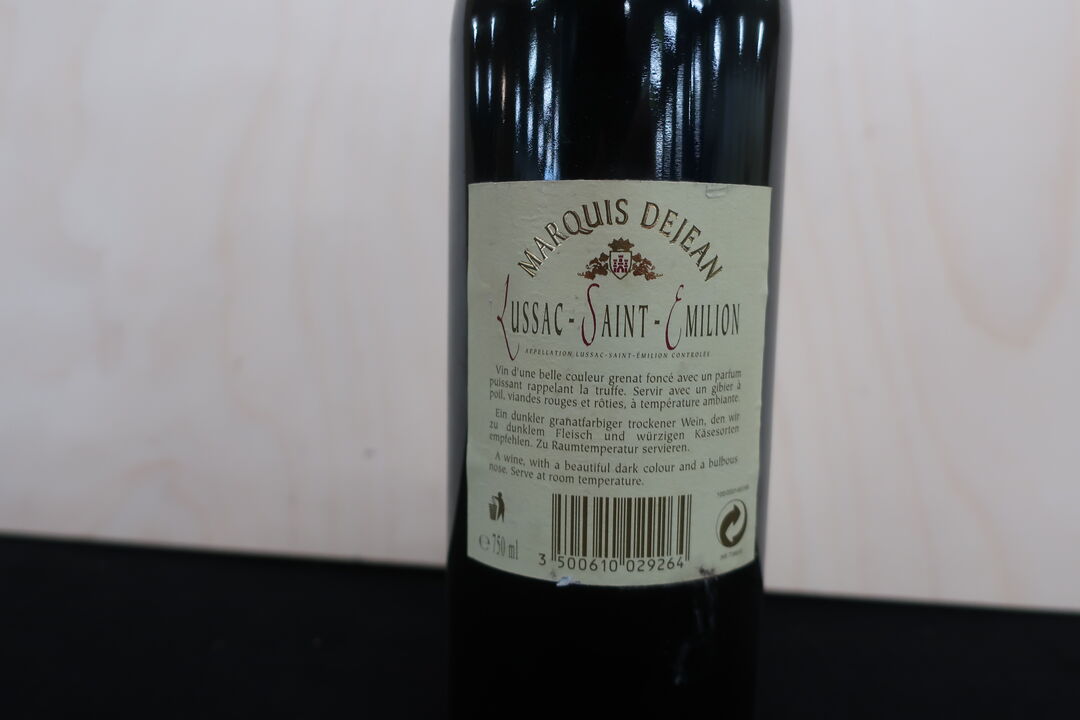 MARQUIS DEJEAN
LUSSAC-SAINT-EMILION
APPELLATION LUSSAC-SAINT-ÉMILION CONTROLÉE
Vin d'une belle couleur grenat foncé avec un parfum
puissant rappelant la truffe. Servir avec un gibier à
poil, viandes rouges et rôties, à température ambiante.
Ein dunkler granatfarbiger trockener Wein, den wir
zu dunklem Fleisch und würzigen Käsesorten
empfehlen. Zu Raumtemperatur servieren.
A wine, with a beautiful dark colour and a bulbous
nose. Serve at room temperature.
e 750 ml
3 500610 029264